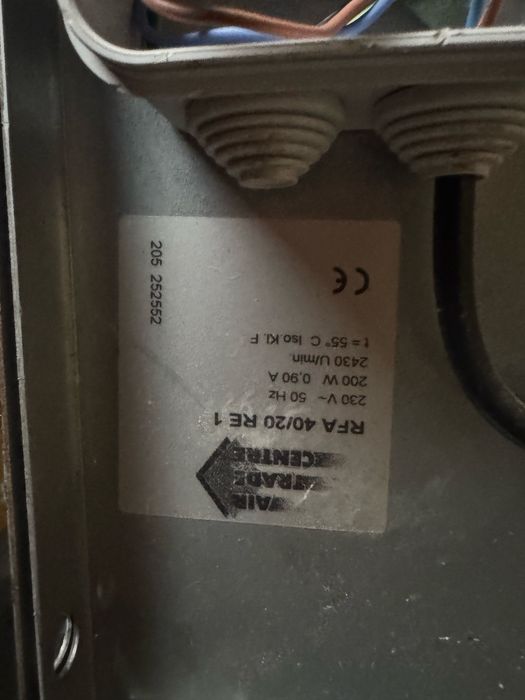 AIR
TRADE
CENTRE
RFA 40/20 RE 1
230 V~ 50 Hz
200 W 0,90 A
2430 U/min.
t = 55° C Iso.Kl. F
CE
205 252552